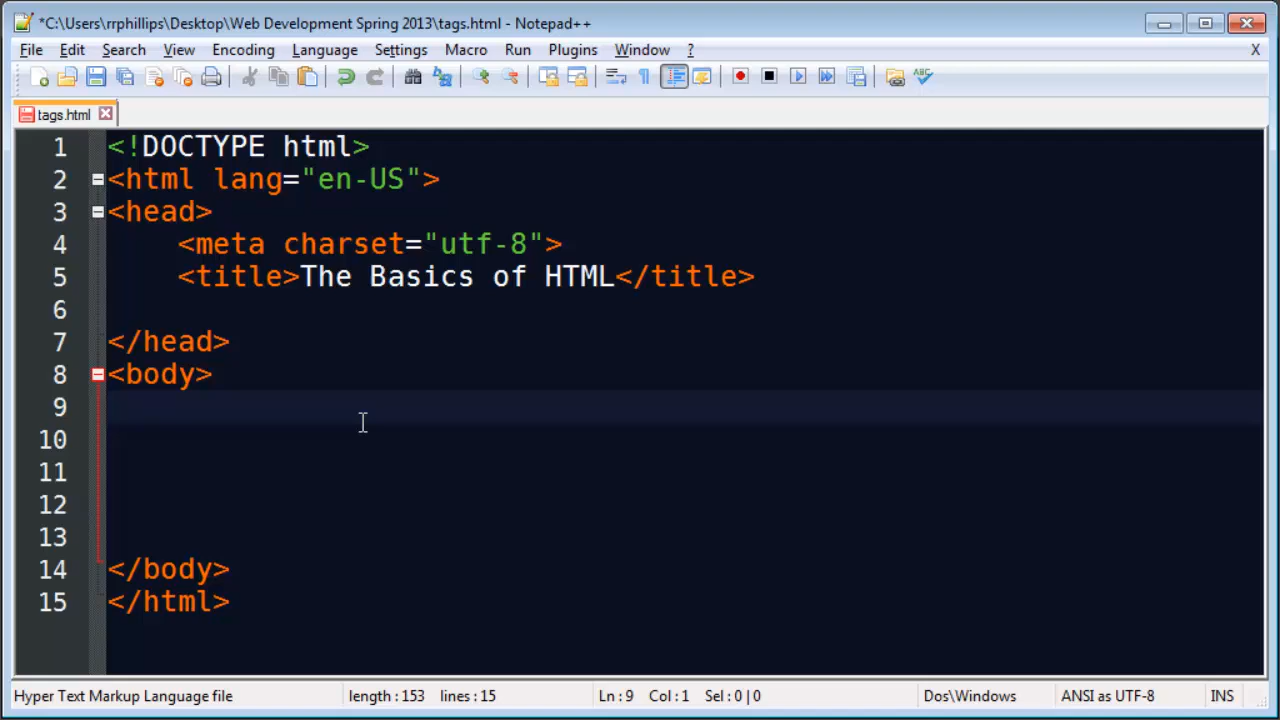 *C:\Users\rrphillips\Desktop\Web Development Spring 2013\tags.html - Notepad++
File Edit Search View Encoding Language Settings Macro Run Plugins Window ? X
ABC
tags.html
1 <!DOCTYPE html>
2 <html lang="en-US">
3 <head>
4 <meta charset="utf-8">
5 <title>The Basics of HTML</title>
6
7 </head>
8 <body>
9
10
11
12
13
14 </body>
15 </html>
Hyper Text Markup Language file length : 153 lines : 15 Ln : 9 Col : 1 Sel : 0 | 0 Dos\Windows ANSI as UTF-8 INS